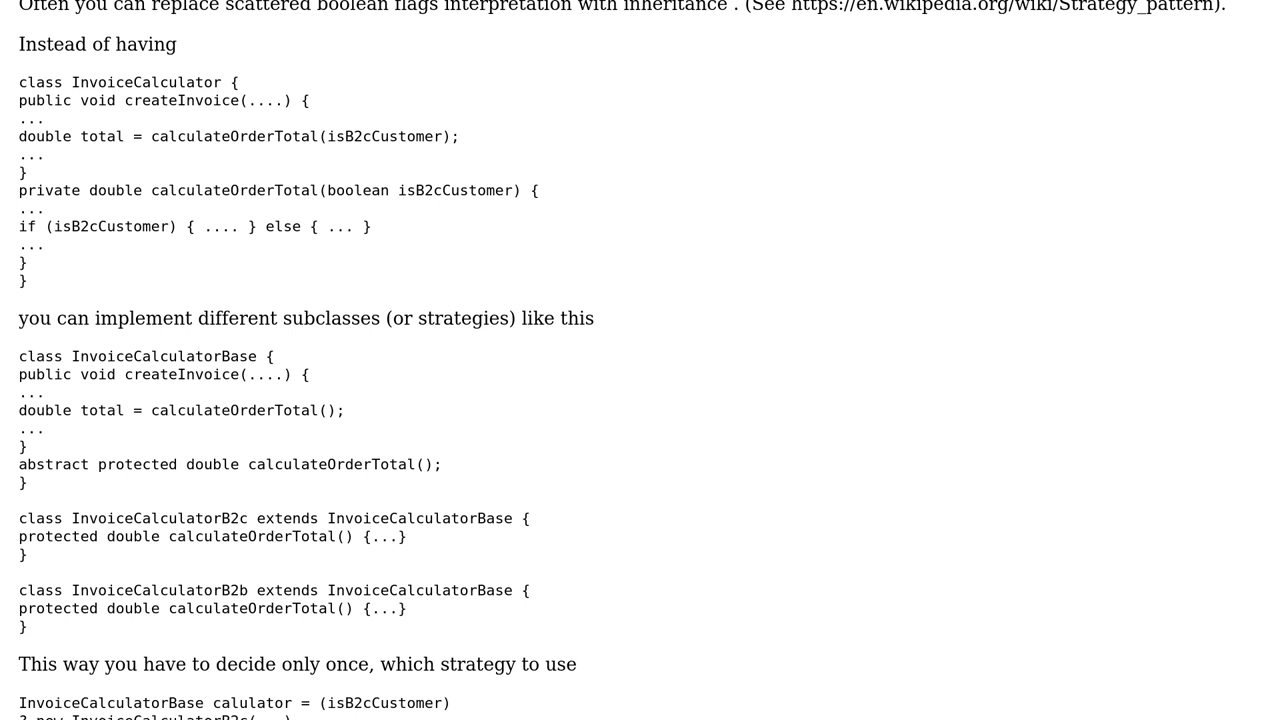 Often you can replace scattered boolean flags interpretation with inheritance . (See https://en.wikipedia.org/wiki/Strategy_pattern).
Instead of having
class InvoiceCalculator {
public void createInvoice(....) {
...
double total = calculateOrderTotal(isB2cCustomer);
...
}
private double calculateOrderTotal(boolean isB2cCustomer) {
...
if (isB2cCustomer) { .... } else { ... }
...
}
}
you can implement different subclasses (or strategies) like this
class InvoiceCalculatorBase {
public void createInvoice(....) {
...
double total = calculateOrderTotal();
...
}
abstract protected double calculateOrderTotal();
}
class InvoiceCalculatorB2c extends InvoiceCalculatorBase {
protected double calculateOrderTotal() {...}
}
class InvoiceCalculatorB2b extends InvoiceCalculatorBase {
protected double calculateOrderTotal() {...}
}
This way you have to decide only once, which strategy to use
InvoiceCalculatorBase calulator = (isB2cCustomer)
? new InvoiceCalculatorB2c(...)